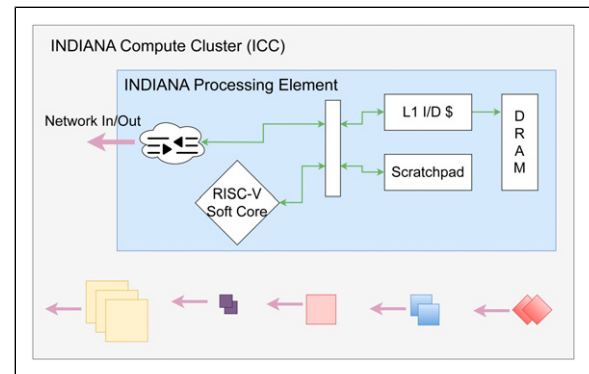 INDIANA Compute Cluster (ICC)
INDIANA Processing Element
Network In/Out
L1 I/D $
D
R
A
M
Scratchpad
RISC-V
Soft Core